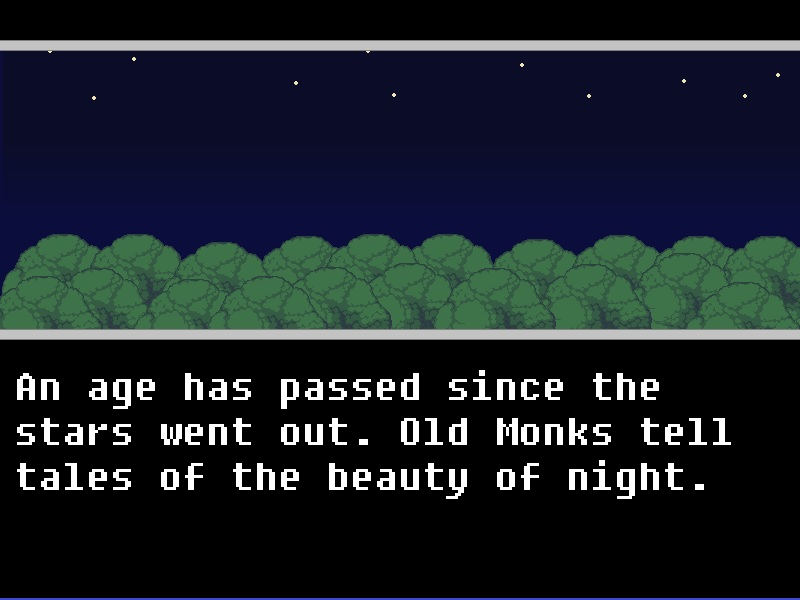 An age has passed since the
stars went out. Old Monks tell
tales of the beauty of night.